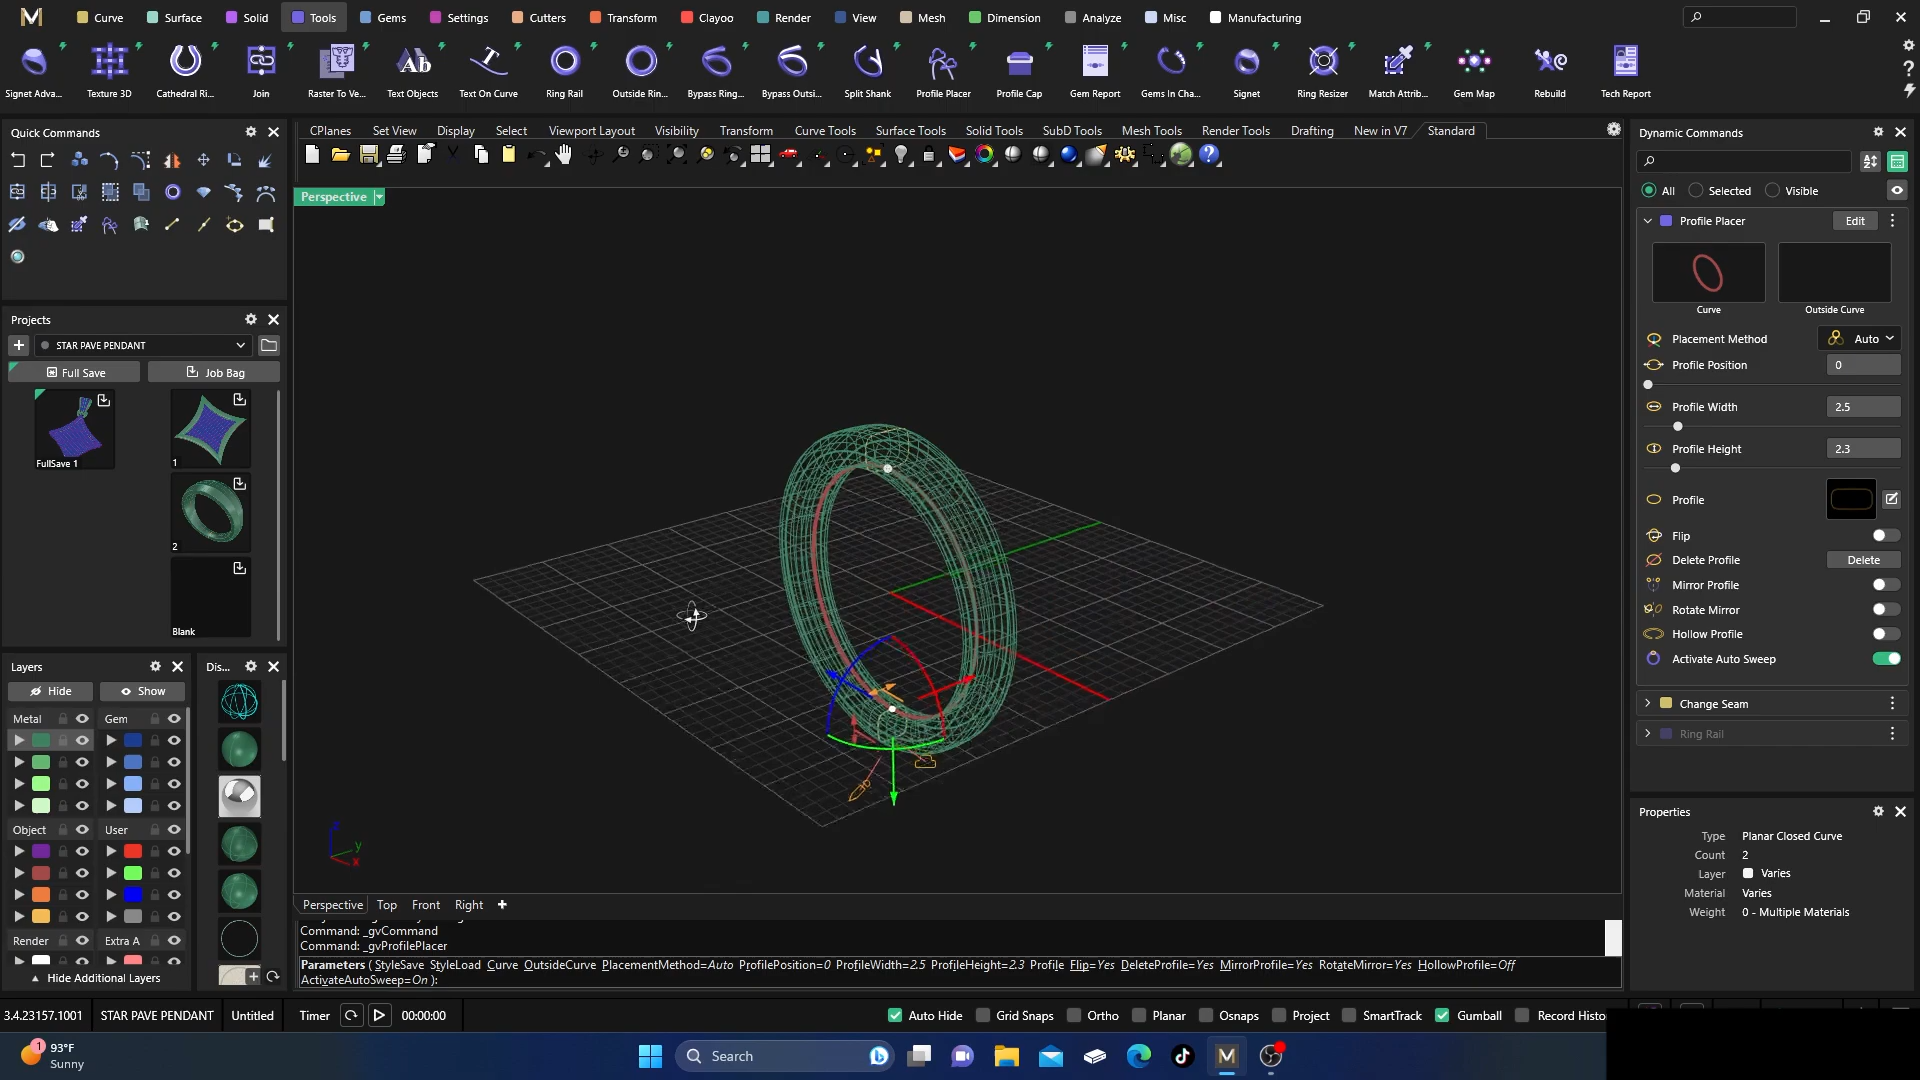 Curve Surface Solid Tools Gems Settings Cutters Transform Clayoo Render View Mesh Dimension Analyze Misc Manufacturing
Signet Adva... Texture 3D Cathedral Ri... Join Raster To Ve... Text Objects Text On Curve Ring Rail Outside Rin... Bypass Ring... Bypass Outsi... Split Shank Profile Placer Profile Cap Gem Report Gems In Cha... Signet Ring Resizer Match Attrib... Gem Map Rebuild Tech Report
Quick Commands
CPlanes Set View Display Select Viewport Layout Visibility Transform Curve Tools Surface Tools Solid Tools SubD Tools Mesh Tools Render Tools Drafting New in V7 Standard
Perspective
Projects
STAR PAVE PENDANT
Full Save Job Bag
FullSave 1
1
2
Blank
Layers
Hide Show
Metal Gem
Object User
Render Extra A
Hide Additional Layers
Dis...
z
y
x
Perspective Top Front Right
Command: _gvCommand
Command: _gvProfilePlacer
Parameters ( StyleSave StyleLoad Curve OutsideCurve PlacementMethod=Auto ProfilePosition=0 ProfileWidth=2.5 ProfileHeight=2.3 Profile Flip=Yes DeleteProfile=Yes MirrorProfile=Yes RotateMirror=Yes HollowProfile=Off
ActivateAutoSweep=On ):
Dynamic Commands
All Selected Visible
Profile Placer Edit
Curve Outside Curve
Placement Method Auto
Profile Position 0
Profile Width 2.5
Profile Height 2.3
Profile
Flip
Delete Profile Delete
Mirror Profile
Rotate Mirror
Hollow Profile
Activate Auto Sweep
Change Seam
Ring Rail
Properties
Type Planar Closed Curve
Count 2
Layer Varies
Material Varies
Weight 0 - Multiple Materials
3.4.23157.1001 STAR PAVE PENDANT Untitled Timer 00:00:00 Auto Hide Grid Snaps Ortho Planar Osnaps Project SmartTrack Gumball Record Histo
1
93°F
Sunny
Search